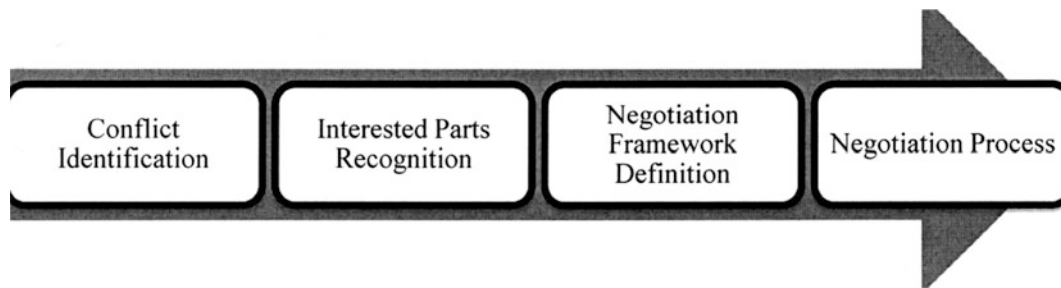 Conflict
Identification
Interested Parts
Recognition
Negotiation
Framework
Definition
Negotiation Process